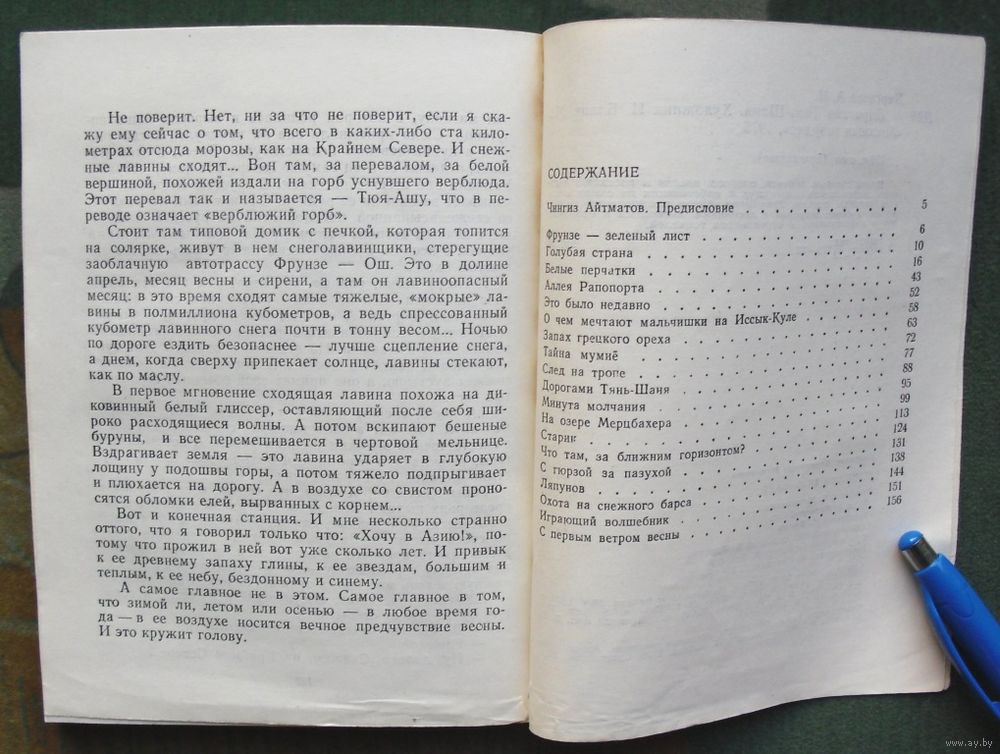 Не поверит. Нет, ни за что не поверит, если я ска-
жу ему сейчас о том, что всего в каких-либо ста кило-
метрах отсюда морозы, как на Крайнем Севере. И снеж-
ные лавины сходят... Вон там, за перевалом, за белой
вершиной, похожей издали на горб уснувшего верблюда.
Этот перевал так и называется — Тюя-Ашу, что в пе-
реводе означает «верблюжий горб».
Стоит там типовой домик с печкой, которая топится
на солярке, живут в нем снеголавинщики, стерегущие
заоблачную автотрассу Фрунзе — Ош. Это в долине
апрель, месяц весны и сирени, а там он лавиноопасный
месяц: в это время сходят самые тяжелые, «мокрые» ла-
вины в полмиллиона кубометров, а ведь спрессованный
кубометр лавинного снега почти в тонну весом... Ночью
по дороге ездить безопаснее — лучше сцепление снега,
а днем, когда сверху припекает солнце, лавины стекают,
как по маслу.
В первое мгновение сходящая лавина похожа на ди-
ковинный белый глиссер, оставляющий после себя ши-
роко расходящиеся волны. А потом вскипают бешеные
буруны, и все перемешивается в чертовой мельнице.
Вздрагивает земля — это лавина ударяет в глубокую
лощину у подошвы горы, а потом тяжело подпрыгивает
и плюхается на дорогу. А в воздухе со свистом проно-
сятся обломки елей, вырванных с корнем...
Вот и конечная станция. И мне несколько странно
оттого, что я говорил только что: «Хочу в Азию!», по-
тому что прожил в ней вот уже сколько лет. И привык
к ее древнему запаху глины, к ее звездам, большим и
теплым, к ее небу, бездонному и синему.
А самое главное не в этом. Самое главное в том,
что зимой ли, летом или осенью — в любое время го-
да — в ее воздухе носится вечное предчувствие весны.
И это кружит голову.
СОДЕРЖАНИЕ
Чингиз Айтматов. Предисловие . . . . . . . . . . 5
Фрунзе — зеленый лист . . . . . . . . . . 6
Голубая страна . . . . . . . . . . 10
Белые перчатки . . . . . . . . . . 16
Аллея Рапопорта . . . . . . . . . . 43
Это было недавно . . . . . . . . . . 52
О чем мечтают мальчишки на Иссык-Куле . . . . . . 58
Запах грецкого ореха . . . . . . . . . . 63
Тайна мумиё . . . . . . . . . . 72
След на тропе . . . . . . . . . . 77
Дорогами Тянь-Шаня . . . . . . . . . . 88
Минута молчания . . . . . . . . . . 95
На озере Мерцбахера . . . . . . . . . . 99
Старик . . . . . . . . . . 113
Что там, за ближним горизонтом? . . . . . . . . 124
С гюрзой за пазухой . . . . . . . . . . 131
Ляпунов . . . . . . . . . . 138
Охота на снежного барса . . . . . . . . . . 144
Играющий волшебник . . . . . . . . . . 151
С первым ветром весны . . . . . . . . . . 156
www.ay.by